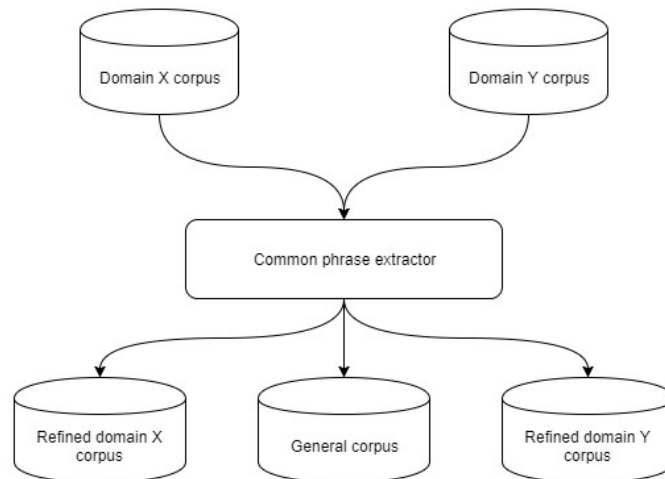 Domain X corpus
Domain Y corpus
Common phrase extractor
Refined domain X
corpus
General corpus
Refined domain Y
corpus